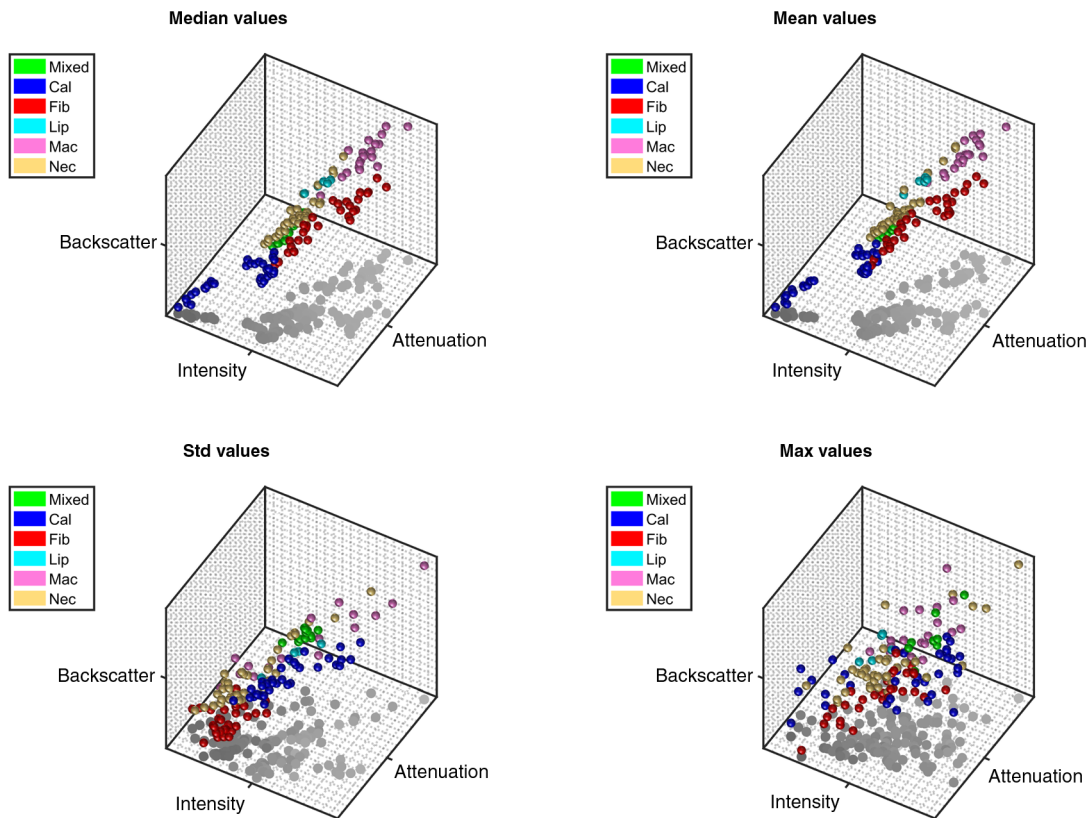 Median values
Mixed
Cal
Fib
Lip
Mac
Nec
Backscatter
Intensity
Attenuation
Mean values
Mixed
Cal
Fib
Lip
Mac
Nec
Backscatter
Intensity
Attenuation
Std values
Mixed
Cal
Fib
Lip
Mac
Nec
Backscatter
Intensity
Attenuation
Max values
Mixed
Cal
Fib
Lip
Mac
Nec
Backscatter
Intensity
Attenuation